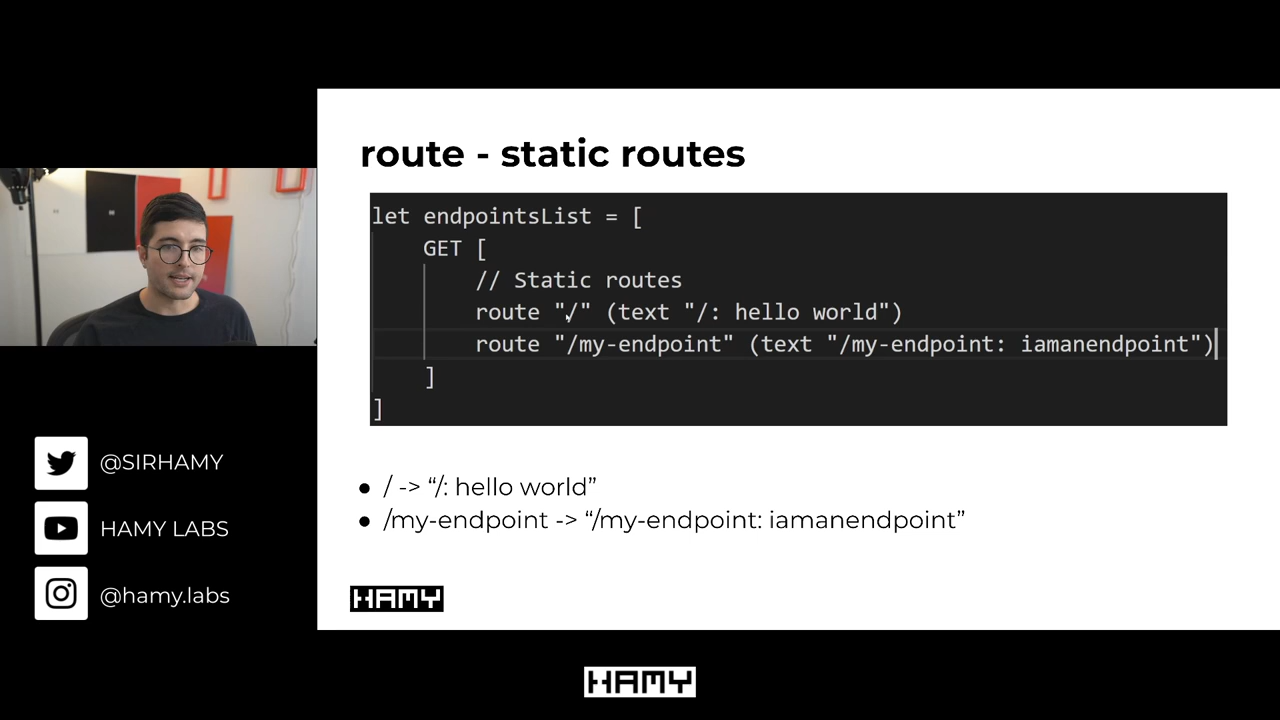 route - static routes
let endpointsList = [
GET [
// Static routes
route "/" (text "/: hello world")
route "/my-endpoint" (text "/my-endpoint: iamanendpoint")
]
]
● / -> “/: hello world”
● /my-endpoint -> “/my-endpoint: iamanendpoint”
HAMY
@SIRHAMY
HAMY LABS
@hamy.labs
HAMY